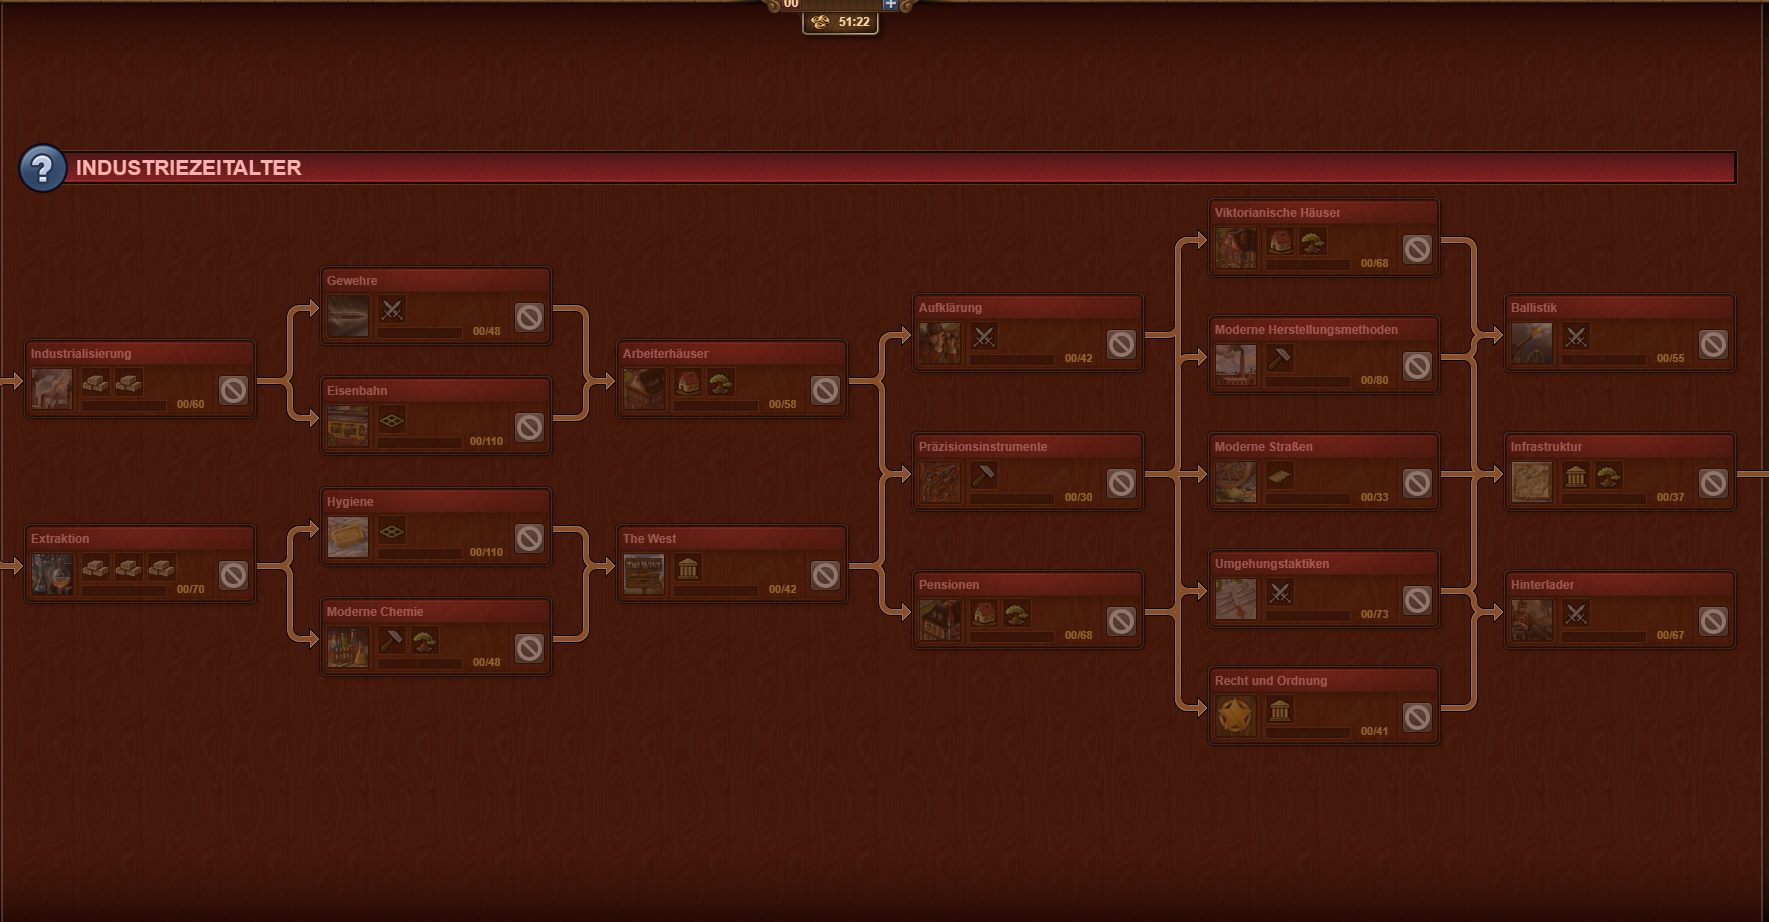 00
51:22
INDUSTRIEZEITALTER
Industrialisierung
00/60
Extraktion
00/70
Gewehre
00/48
Eisenbahn
00/110
Hygiene
00/110
Moderne Chemie
00/48
Arbeiterhäuser
00/58
The West
THE WEST
00/42
Aufklärung
00/42
Präzisionsinstrumente
00/30
Pensionen
00/68
Viktorianische Häuser
00/68
Moderne Herstellungsmethoden
00/80
Moderne Straßen
00/33
Umgehungstaktiken
00/73
Recht und Ordnung
00/41
Ballistik
00/55
Infrastruktur
00/37
Hinterlader
00/67